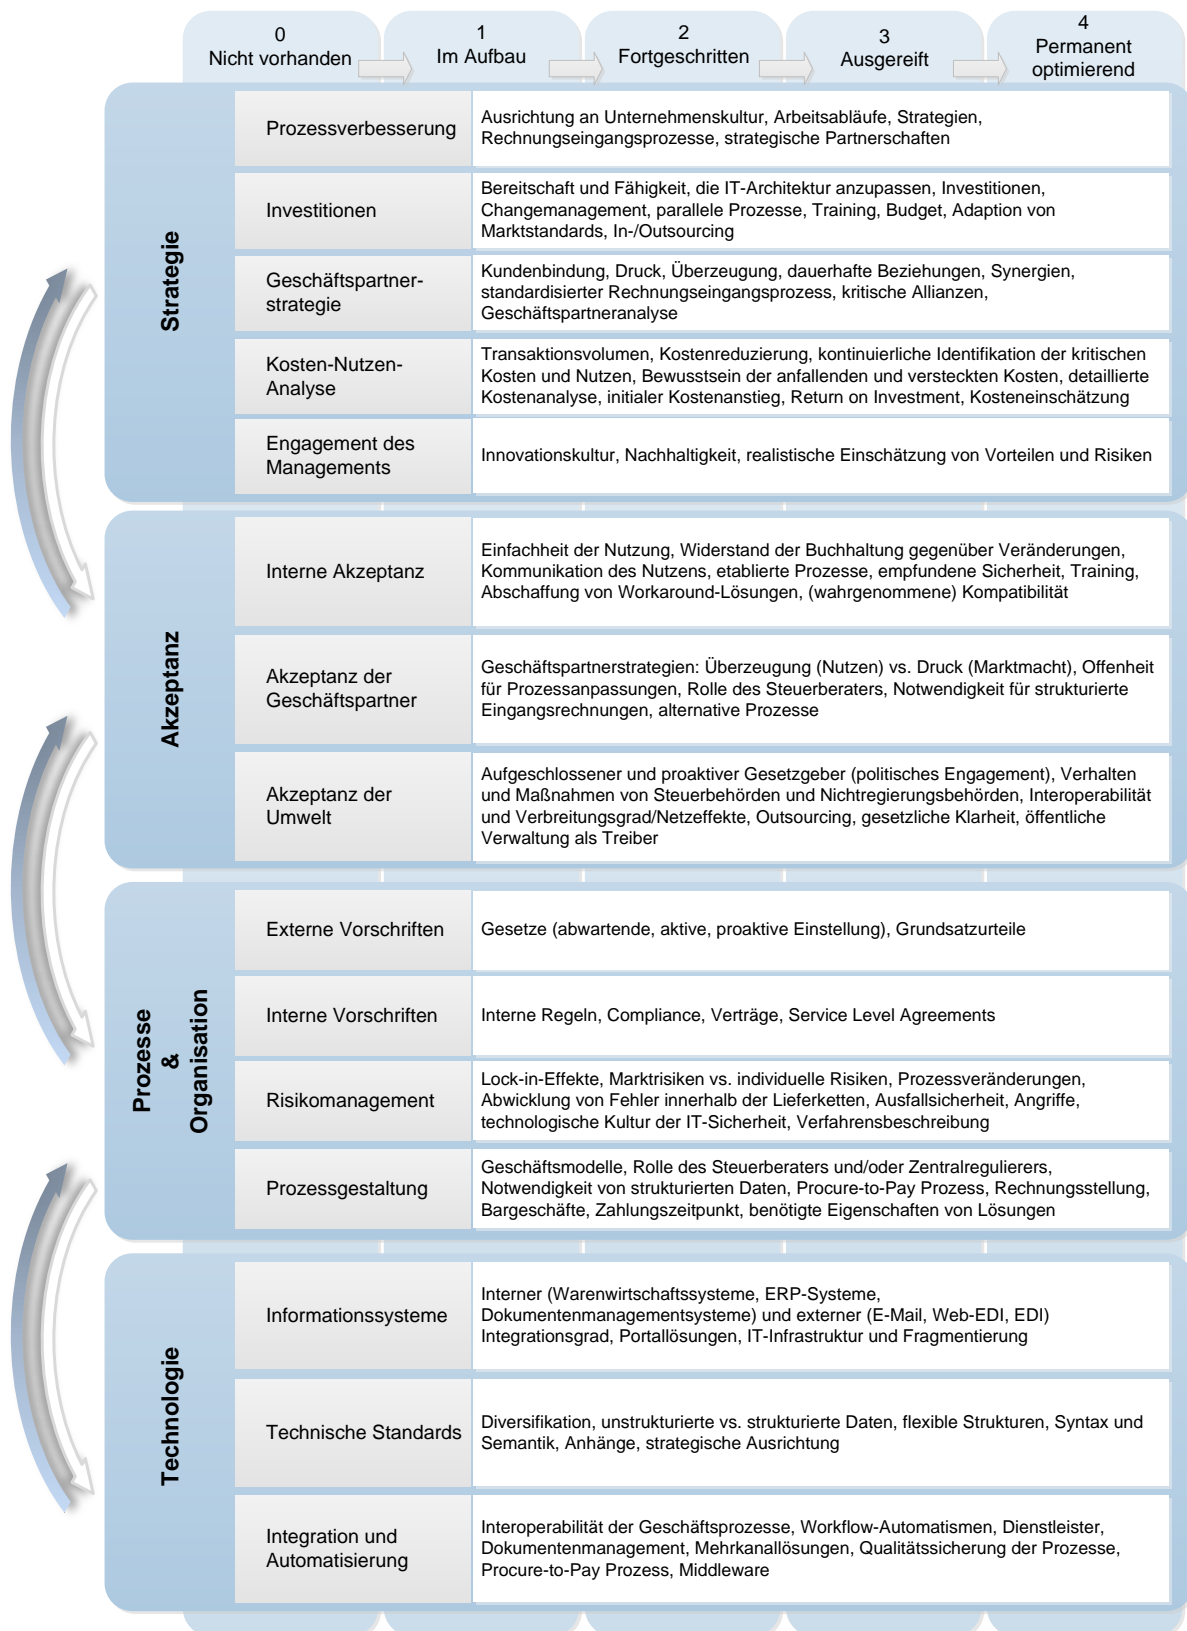 0
Nicht vorhanden
1
Im Aufbau
2
Fortgeschritten
3
Ausgereift
4
Permanent
optimierend
Strategie
Prozessverbesserung
Ausrichtung an Unternehmenskultur, Arbeitsabläufe, Strategien,
Rechnungseingangsprozesse, strategische Partnerschaften
Investitionen
Bereitschaft und Fähigkeit, die IT-Architektur anzupassen, Investitionen,
Changemanagement, parallele Prozesse, Training, Budget, Adaption von
Marktstandards, In-/Outsourcing
Geschäftspartner-
strategie
Kundenbindung, Druck, Überzeugung, dauerhafte Beziehungen, Synergien,
standardisierter Rechnungseingangsprozess, kritische Allianzen,
Geschäftspartneranalyse
Kosten-Nutzen-
Analyse
Transaktionsvolumen, Kostenreduzierung, kontinuierliche Identifikation der kritischen
Kosten und Nutzen, Bewusstsein der anfallenden und versteckten Kosten, detaillierte
Kostenanalyse, initialer Kostenanstieg, Return on Investment, Kosteneinschätzung
Engagement des
Managements
Innovationskultur, Nachhaltigkeit, realistische Einschätzung von Vorteilen und Risiken
Akzeptanz
Interne Akzeptanz
Einfachheit der Nutzung, Widerstand der Buchhaltung gegenüber Veränderungen,
Kommunikation des Nutzens, etablierte Prozesse, empfundene Sicherheit, Training,
Abschaffung von Workaround-Lösungen, (wahrgenommene) Kompatibilität
Akzeptanz der
Geschäftspartner
Geschäftspartnerstrategien: Überzeugung (Nutzen) vs. Druck (Marktmacht), Offenheit
für Prozessanpassungen, Rolle des Steuerberaters, Notwendigkeit für strukturierte
Eingangsrechnungen, alternative Prozesse
Akzeptanz der
Umwelt
Aufgeschlossener und proaktiver Gesetzgeber (politisches Engagement), Verhalten
und Maßnahmen von Steuerbehörden und Nichtregierungsbehörden, Interoperabilität
und Verbreitungsgrad/Netzeffekte, Outsourcing, gesetzliche Klarheit, öffentliche
Verwaltung als Treiber
Prozesse
&
Organisation
Externe Vorschriften
Gesetze (abwartende, aktive, proaktive Einstellung), Grundsatzurteile
Interne Vorschriften
Interne Regeln, Compliance, Verträge, Service Level Agreements
Risikomanagement
Lock-in-Effekte, Marktrisiken vs. individuelle Risiken, Prozessveränderungen,
Abwicklung von Fehler innerhalb der Lieferketten, Ausfallsicherheit, Angriffe,
technologische Kultur der IT-Sicherheit, Verfahrensbeschreibung
Prozessgestaltung
Geschäftsmodelle, Rolle des Steuerberaters und/oder Zentralregulierers,
Notwendigkeit von strukturierten Daten, Procure-to-Pay Prozess, Rechnungsstellung,
Bargeschäfte, Zahlungszeitpunkt, benötigte Eigenschaften von Lösungen
Technologie
Informationssysteme
Interner (Warenwirtschaftssysteme, ERP-Systeme,
Dokumentenmanagementsysteme) und externer (E-Mail, Web-EDI, EDI)
Integrationsgrad, Portallösungen, IT-Infrastruktur und Fragmentierung
Technische Standards
Diversifikation, unstrukturierte vs. strukturierte Daten, flexible Strukturen, Syntax und
Semantik, Anhänge, strategische Ausrichtung
Integration und
Automatisierung
Interoperabilität der Geschäftsprozesse, Workflow-Automatismen, Dienstleister,
Dokumentenmanagement, Mehrkanallösungen, Qualitätssicherung der Prozesse,
Procure-to-Pay Prozess, Middleware